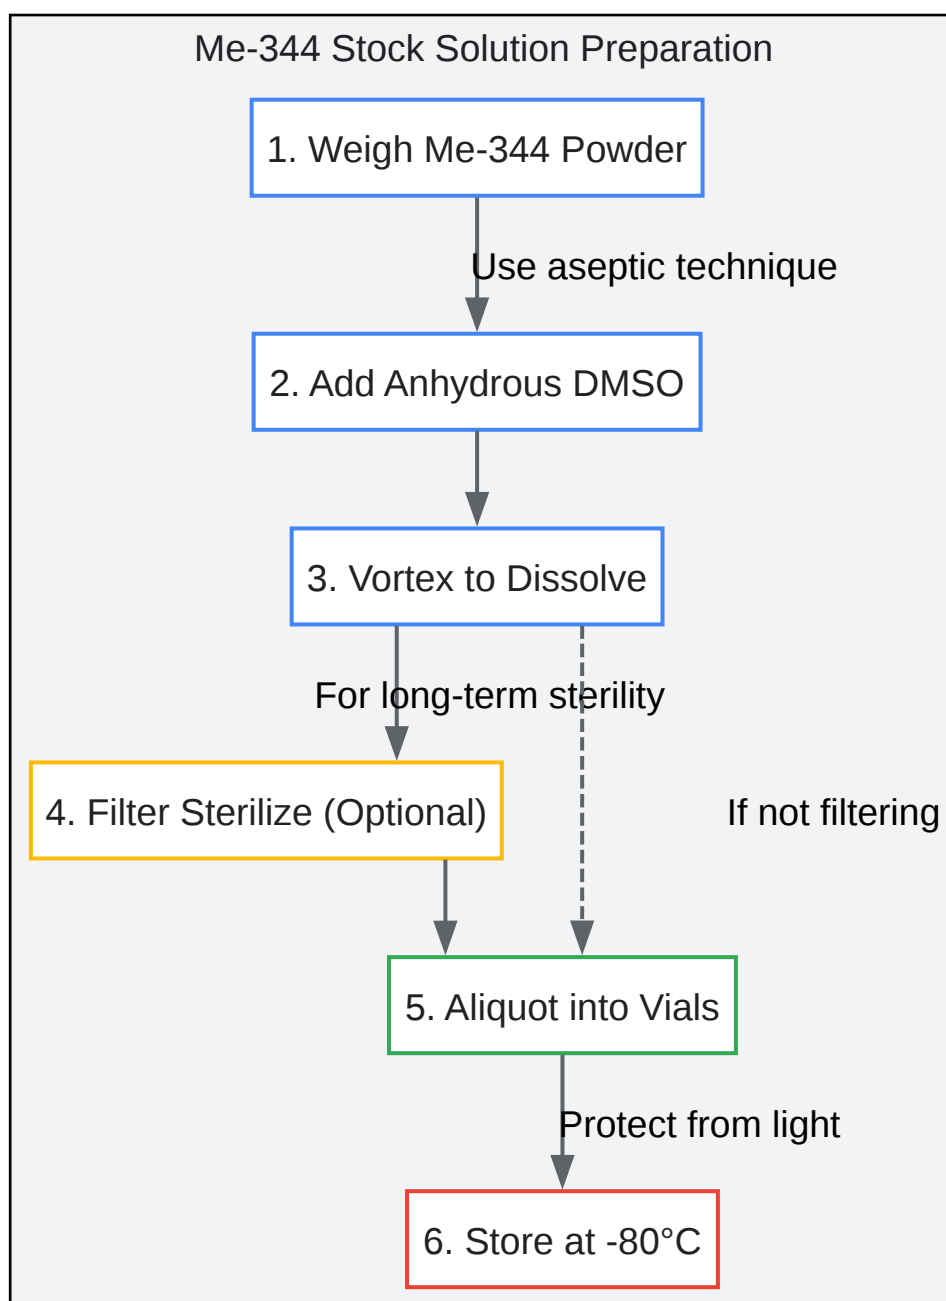 Me-344 Stock Solution Preparation
1. Weigh Me-344 Powder
Use aseptic technique
2. Add Anhydrous DMSO
3. Vortex to Dissolve
For long-term sterility
4. Filter Sterilize (Optional)
If not filtering
5. Aliquot into Vials
Protect from light
6. Store at -80°C